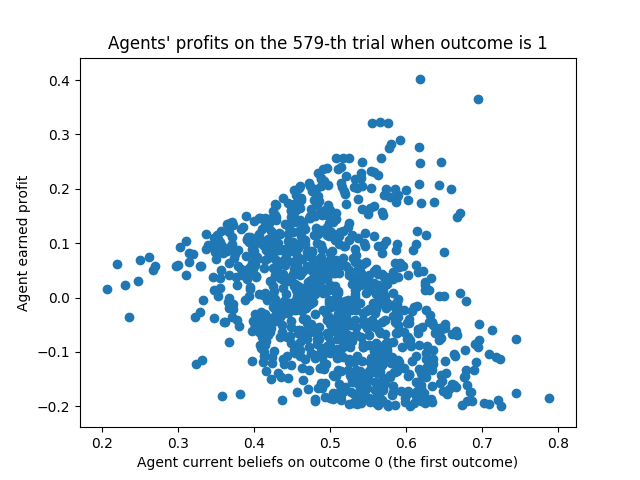 Agents' profits on the 579-th trial when outcome is 1
Agent earned profit
0.4
0.3
0.2
0.1
0.0
−0.1
−0.2
0.2 0.3 0.4 0.5 0.6 0.7 0.8
Agent current beliefs on outcome 0 (the first outcome)